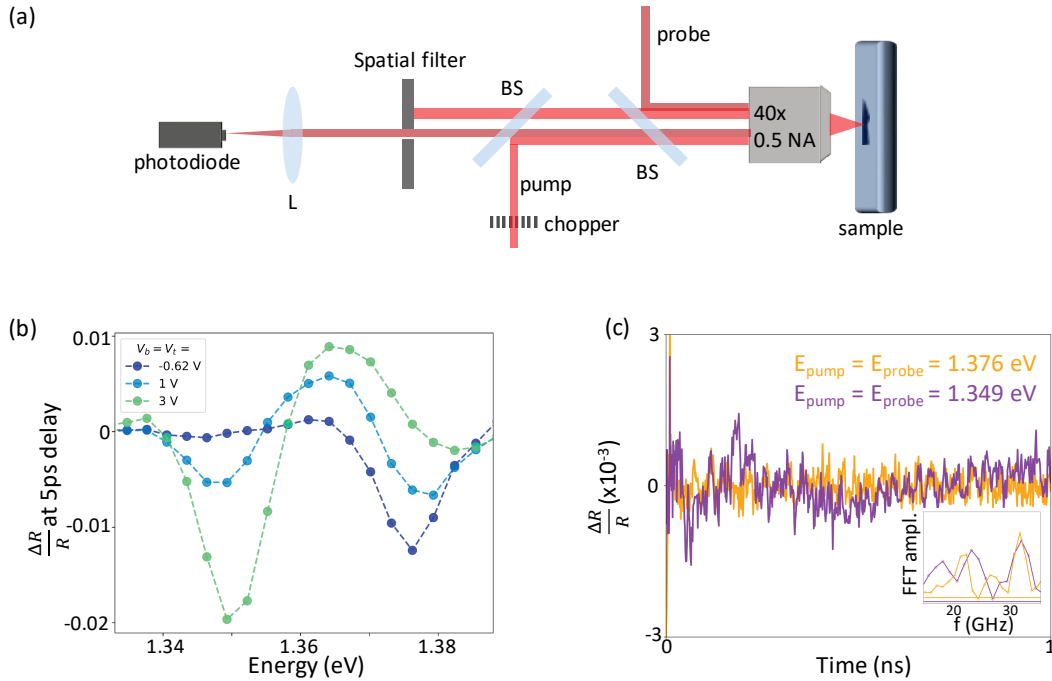 (a)
probe
Spatial filter
BS
40x
0.5 NA
photodiode
L
pump
BS
chopper
sample
(b)
0.01
0
-0.01
-0.02
ΔR/R at 5ps delay
V_b = V_t =
-0.62 V
1 V
3 V
1.34
1.36
1.38
Energy (eV)
(c)
3
0
-3
ΔR/R (x10^-3)
E_pump = E_probe = 1.376 eV
E_pump = E_probe = 1.349 eV
FFT ampl.
20
30
f (GHz)
0
1
Time (ns)